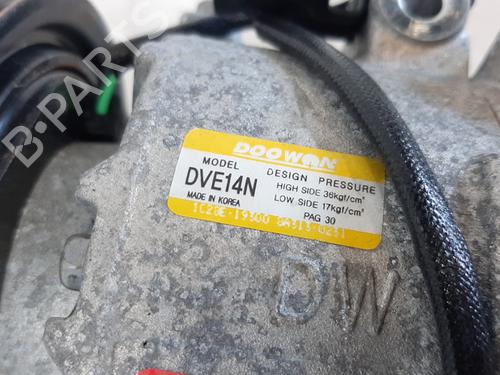 B-PARTS
DOOWON
MODEL
DVE14N
MADE IN KOREA
DESIGN PRESSURE
HIGH SIDE 36kgf/cm²
LOW SIDE 17kgf/cm²
PAG 30
DW